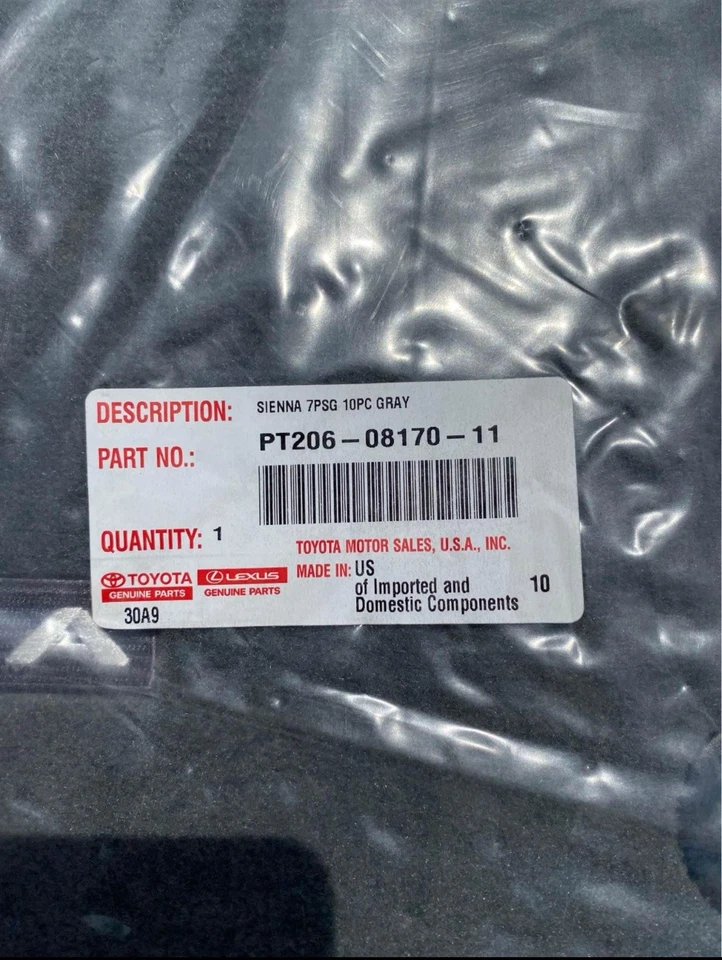 DESCRIPTION: SIENNA 7PSG 10PC GRAY
PART NO.: PT206-08170-11
QUANTITY: 1
TOYOTA MOTOR SALES, U.S.A., INC.
TOYOTA
GENUINE PARTS
LEXUS
GENUINE PARTS
MADE IN: US
of Imported and
Domestic Components
10
30A9